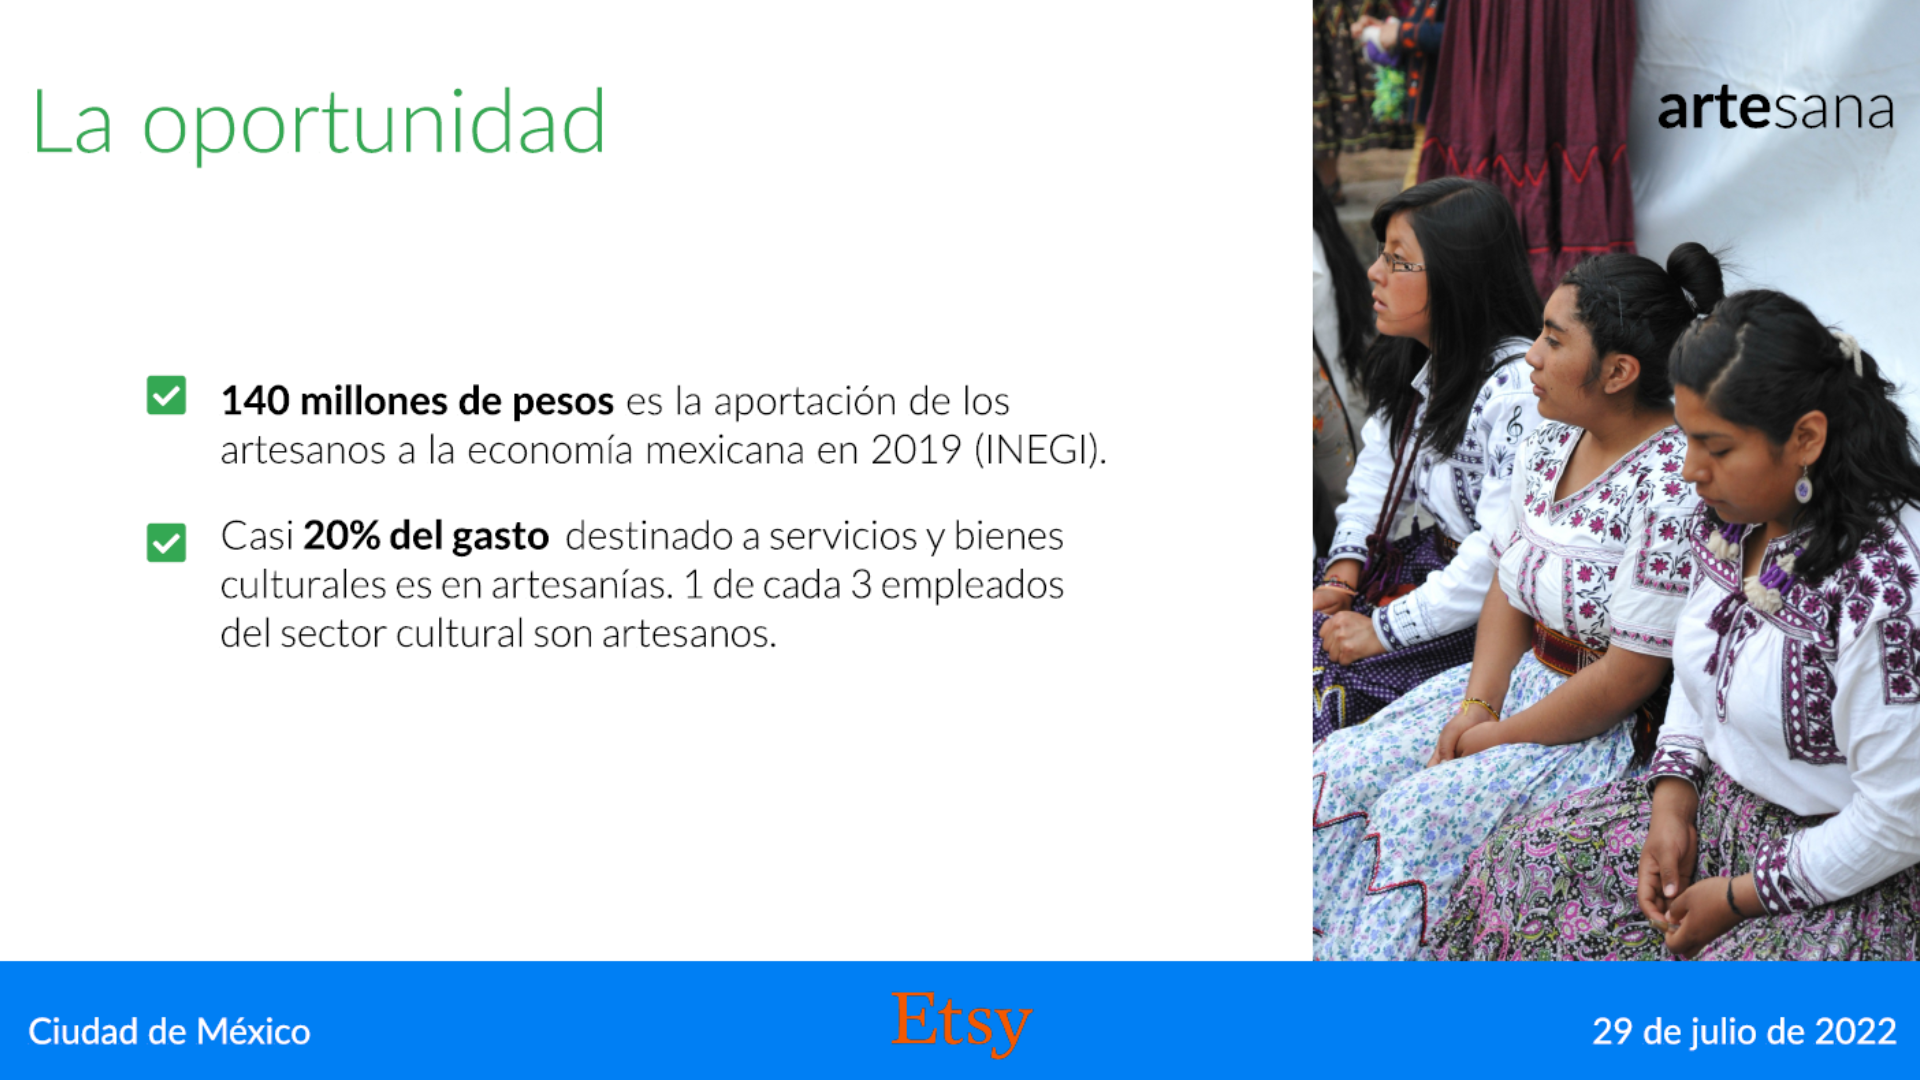 La oportunidad
artesana
140 millones de pesos es la aportación de los
artesanos a la economía mexicana en 2019 (INEGI).
Casi 20% del gasto destinado a servicios y bienes
culturales es en artesanías. 1 de cada 3 empleados
del sector cultural son artesanos.
Ciudad de México
Etsy
29 de julio de 2022